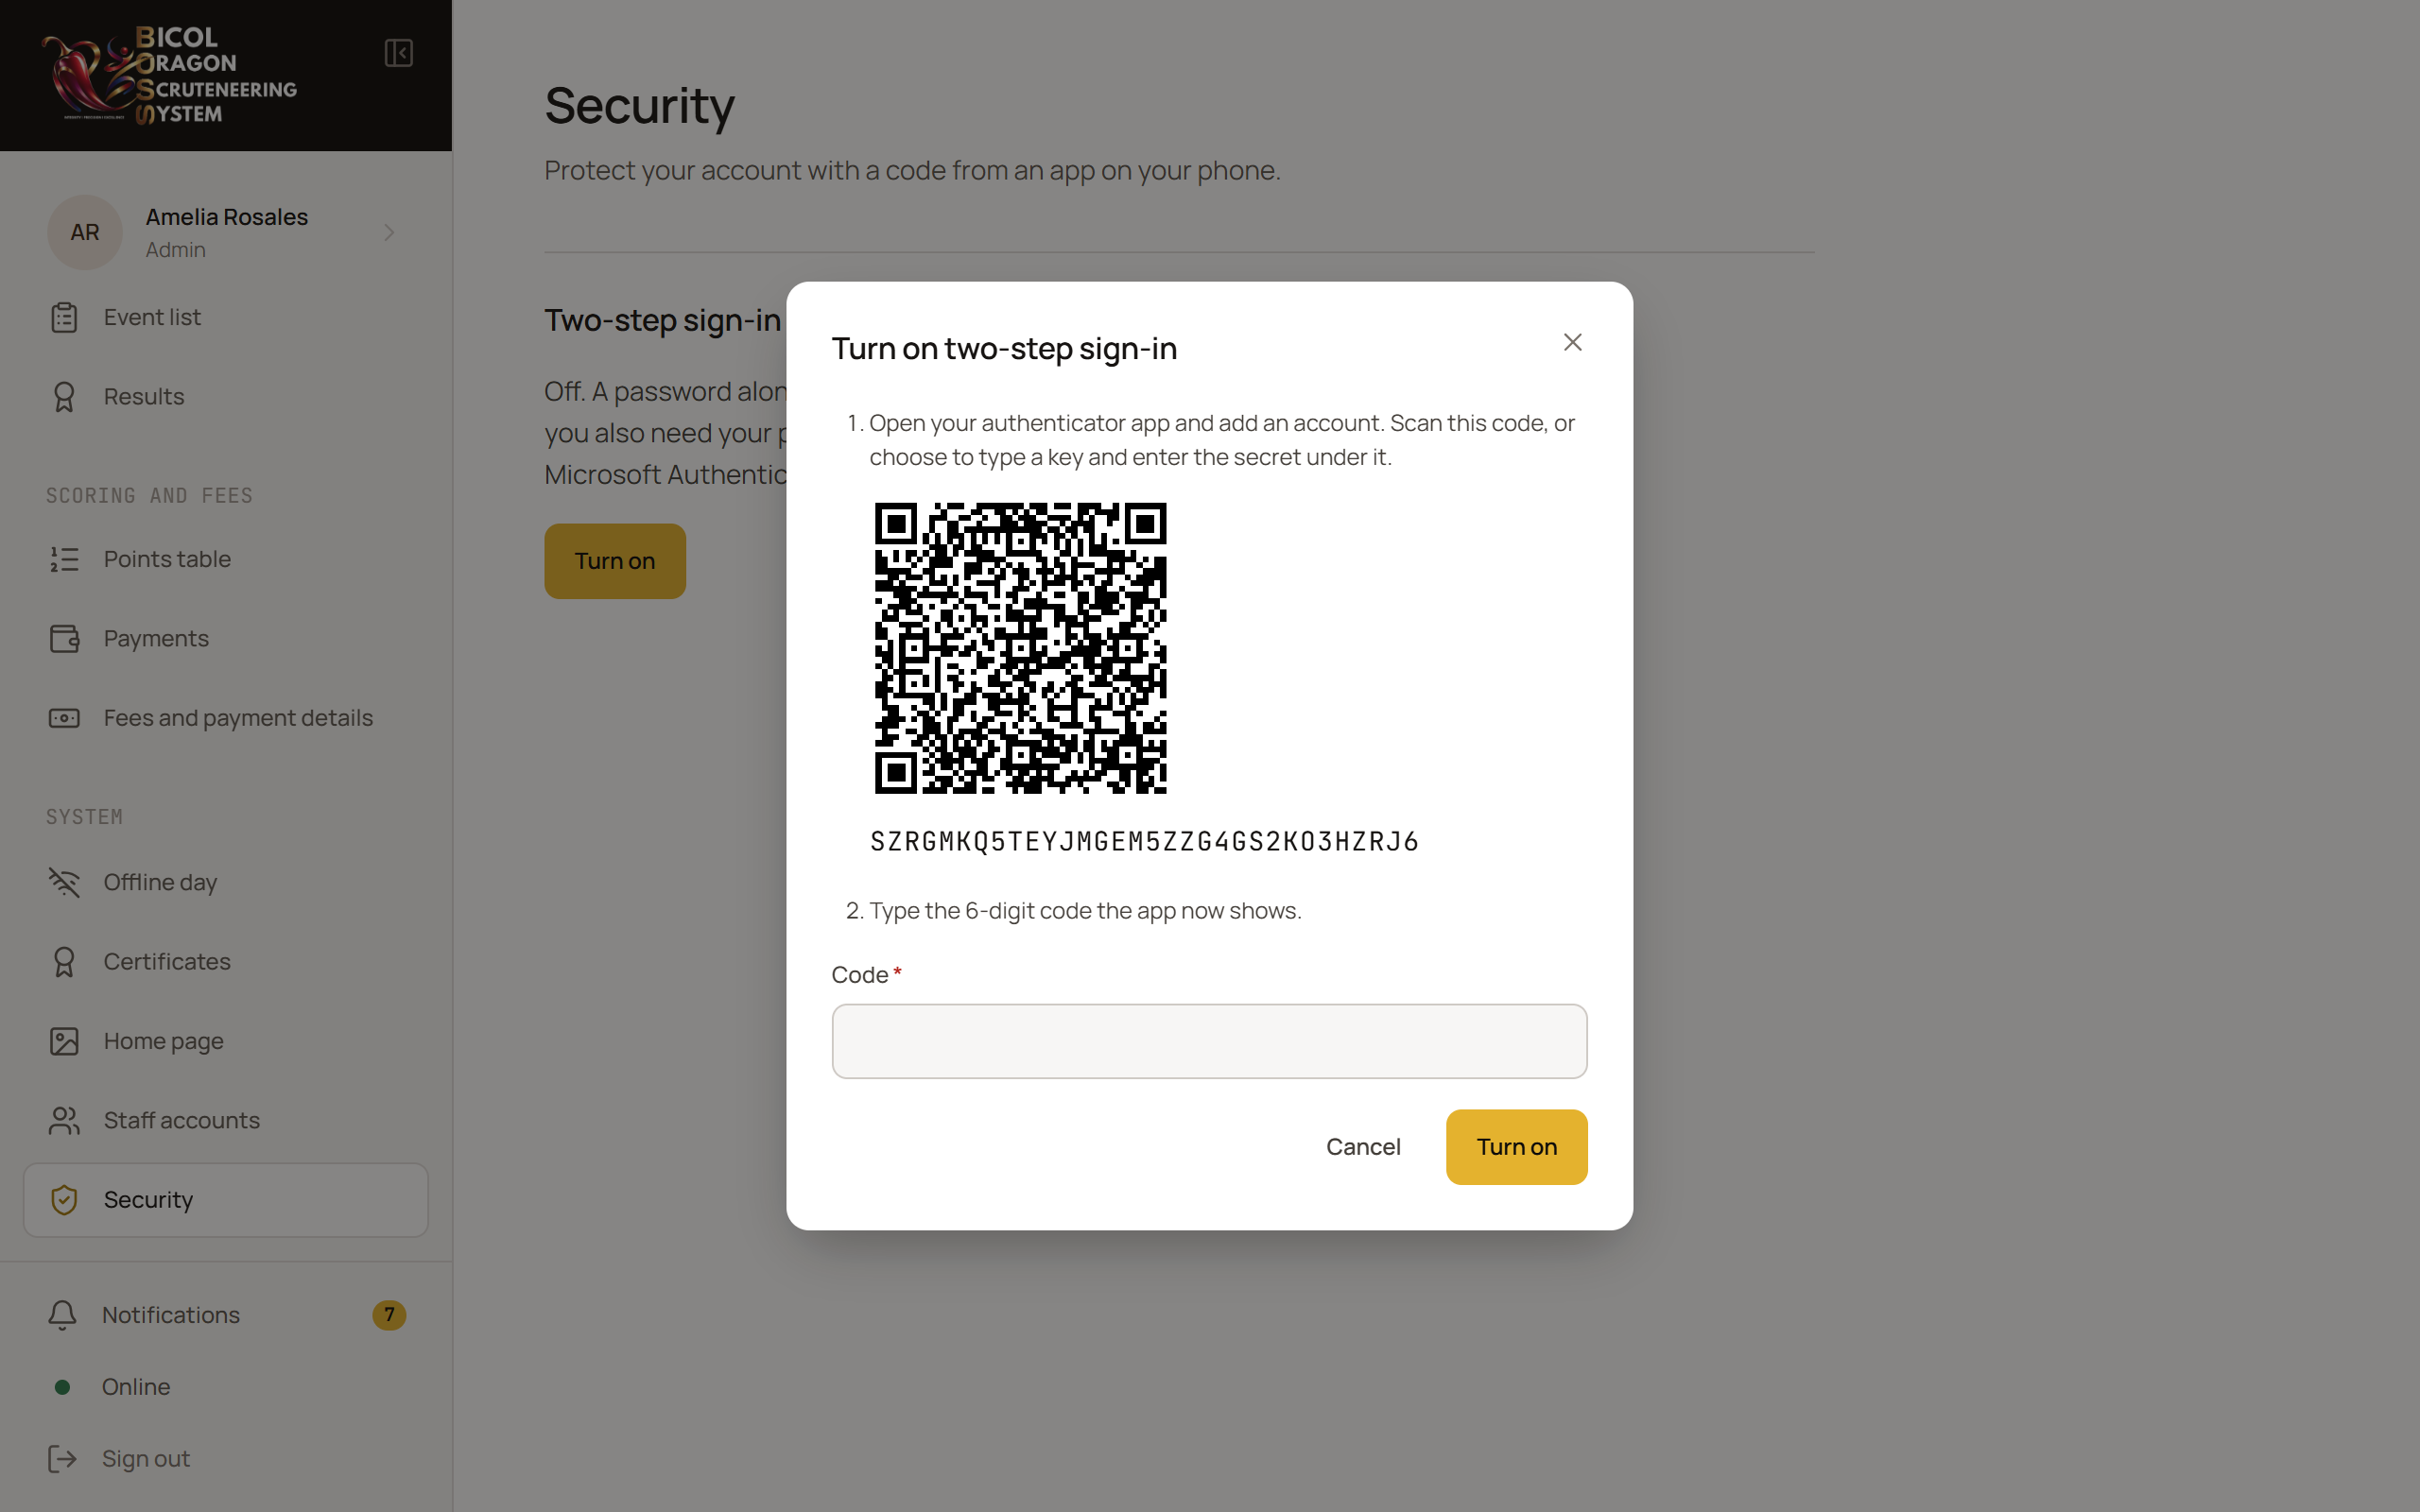 BICOL
DRAGON
SCRUTENEERING
SYSTEM
AR
Amelia Rosales
Admin
Event list
Results
SCORING AND FEES
Points table
Payments
Fees and payment details
SYSTEM
Offline day
Certificates
Home page
Staff accounts
Security
Notifications
7
Online
Sign out
Security
Protect your account with a code from an app on your phone.
Two-step sign-in
Off. A password alon
you also need your p
Microsoft Authentic
Turn on
Turn on two-step sign-in
1. Open your authenticator app and add an account. Scan this code, or
choose to type a key and enter the secret under it.
SZRGMKQ5TEYJMGEM5ZZG4GS2KO3HZRJ6
2. Type the 6-digit code the app now shows.
Code *
Cancel
Turn on